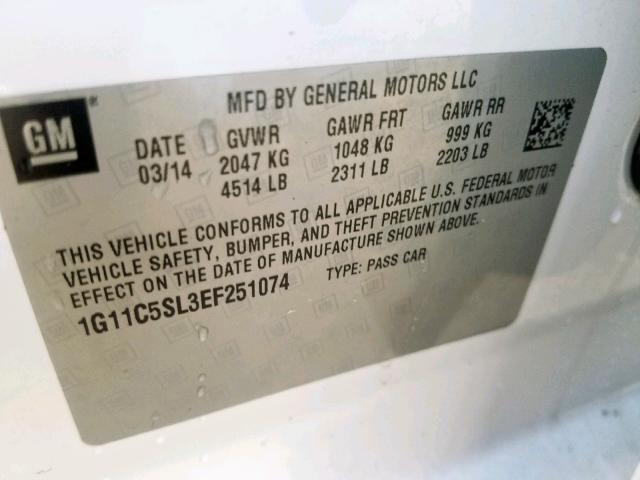 GM
MFD BY GENERAL MOTORS LLC
DATE GVWR GAWR FRT GAWR RR
03/14 2047 KG 1048 KG 999 KG
4514 LB 2311 LB 2203 LB
THIS VEHICLE CONFORMS TO ALL APPLICABLE U.S. FEDERAL MOTOR
VEHICLE SAFETY, BUMPER, AND THEFT PREVENTION STANDARDS IN
EFFECT ON THE DATE OF MANUFACTURE SHOWN ABOVE.
1G11C5SL3EF251074 TYPE: PASS CAR